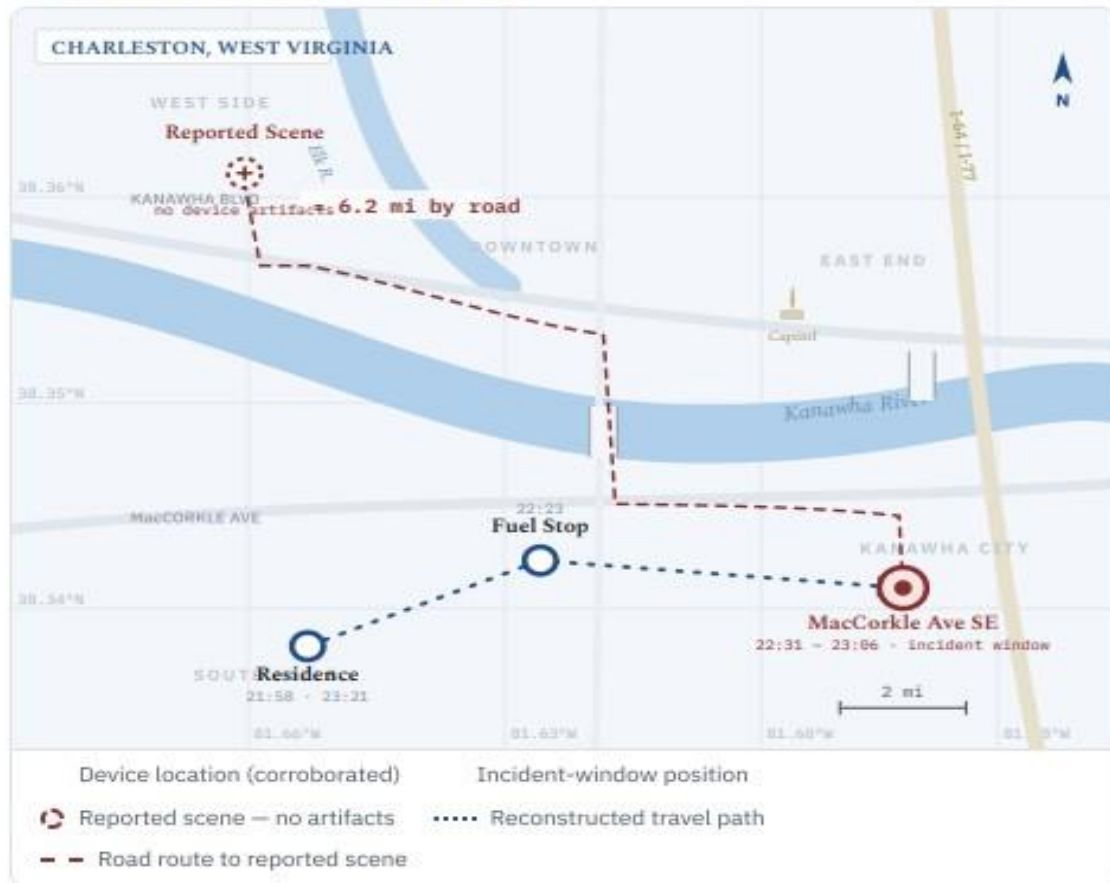 CHARLESTON, WEST VIRGINIA
N
WEST SIDE
Reported Scene
Elk R.
I-64 / I-77
38.36°N
KANAWHA BLVD
no device artifacts
≈ 6.2 mi by road
DOWNTOWN
EAST END
Capitol
38.35°N
Kanawha River
22:23
MacCORKLE AVE
Fuel Stop
KANAWHA CITY
38.34°N
MacCorkle Ave SE
22:31 – 23:06 · incident window
SOUTH
Residence
21:58 · 23:21
2 mi
81.66°W
81.63°W
81.60°W
Device location (corroborated)
Incident-window position
Reported scene — no artifacts
Reconstructed travel path
Road route to reported scene